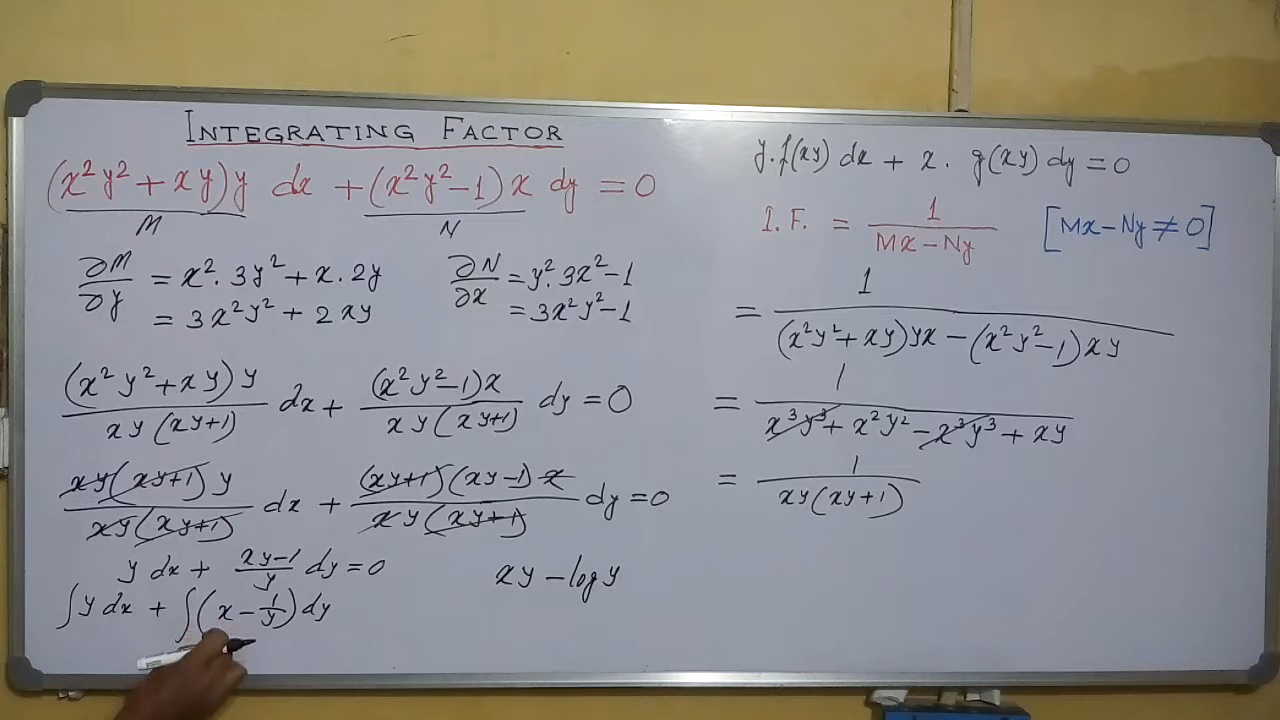 INTEGRATING FACTOR
(x²y² + xy)y dx + (x²y² - 1)x dy = 0
M N
∂M/∂y = x². 3y² + x. 2y
= 3x²y² + 2xy
∂N/∂x = y². 3x² - 1
= 3x²y² - 1
(x²y² + xy)y / xy(xy+1) dx + (x²y² - 1)x / xy(xy+1) dy = 0
xy(xy+1)y / xy(xy+1) dx + (xy+1)(xy-1)x / xy(xy+1) dy = 0
y dx + xy-1 / y dy = 0
∫y dx + ∫(x - 1/y) dy
xy - log y
y.f(xy) dx + x. g(xy) dy = 0
I.F. = 1 / Mx - Ny [Mx - Ny ≠ 0]
= 1 / (x²y² + xy)yx - (x²y² - 1)xy
= 1 / x³y³ + x²y² - x³y³ + xy
= 1 / xy(xy+1)